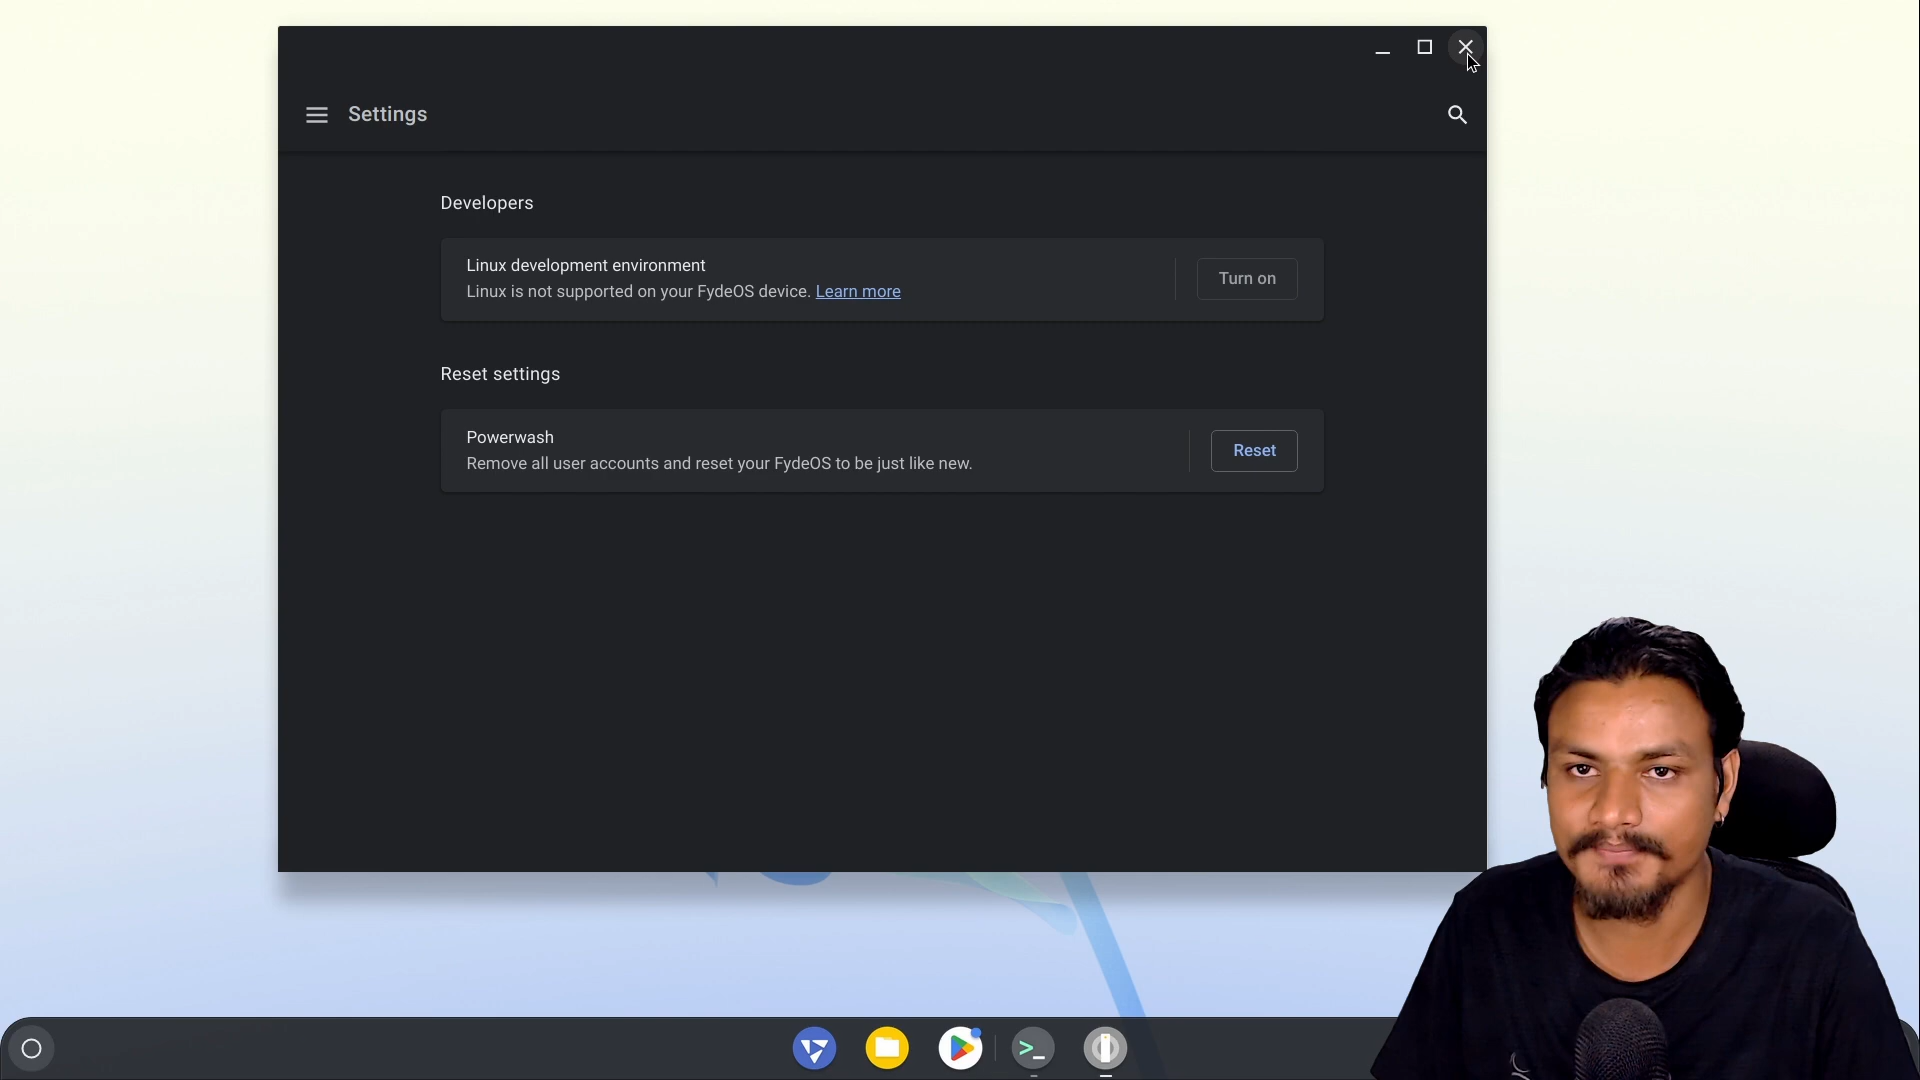 Settings
Developers
Linux development environment
Linux is not supported on your FydeOS device. Learn more
Turn on
Reset settings
Powerwash
Remove all user accounts and reset your FydeOS to be just like new.
Reset